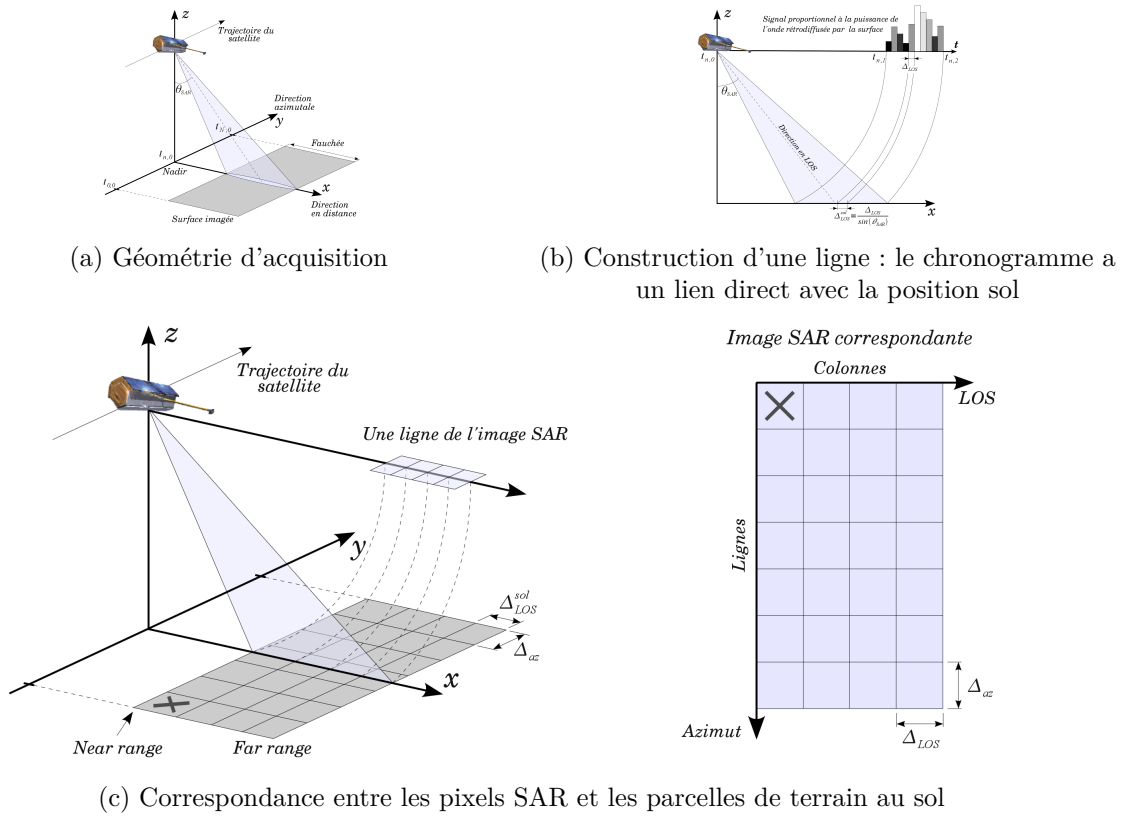 z
Trajectoire du
satellite
θSAR
Direction
azimutale
y
tN,0
Fauchée
tn,0
Nadir
t0,0
x
Direction
en distance
Surface imagée
(a) Géométrie d'acquisition
z
Signal proportionnel à la puissance de
l'onde rétrodiffusée par la surface
t
tn,0
tn,1
tn,2
ΔLOS
θSAR
Direction en LOS
x
Δ^sol_LOS = ΔLOS / sin(θSAR)
(b) Construction d'une ligne : le chronogramme a
un lien direct avec la position sol
z
Trajectoire du
satellite
Une ligne de l'image SAR
y
Δ^sol_LOS
Δaz
x
Near range
Far range
Image SAR correspondante
Colonnes
LOS
Lignes
Azimut
Δaz
ΔLOS
(c) Correspondance entre les pixels SAR et les parcelles de terrain au sol